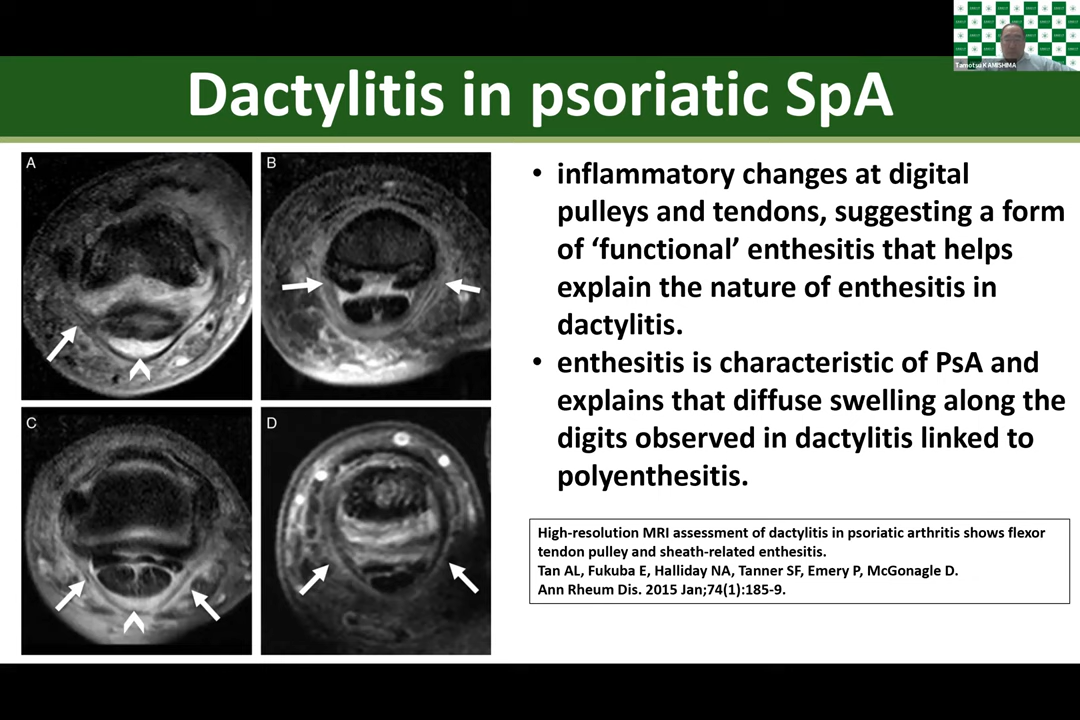 Tamotsu KAMISHIMA
Dactylitis in psoriatic SpA
A
B
C
D
• inflammatory changes at digital
pulleys and tendons, suggesting a form
of ‘functional’ enthesitis that helps
explain the nature of enthesitis in
dactylitis.
• enthesitis is characteristic of PsA and
explains that diffuse swelling along the
digits observed in dactylitis linked to
polyenthesitis.
High-resolution MRI assessment of dactylitis in psoriatic arthritis shows flexor
tendon pulley and sheath-related enthesitis.
Tan AL, Fukuba E, Halliday NA, Tanner SF, Emery P, McGonagle D.
Ann Rheum Dis. 2015 Jan;74(1):185-9.